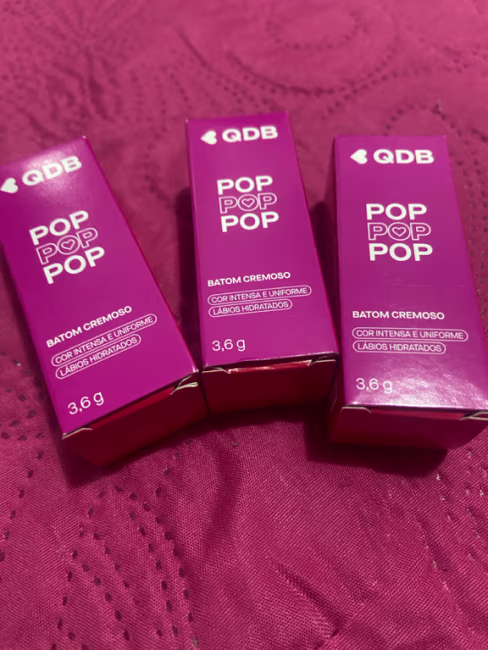 QDB
POP
POP
POP
BATOM CREMOSO
COR INTENSA E UNIFORME
LÁBIOS HIDRATADOS
3,6 g
QDB
POP
POP
POP
BATOM CREMOSO
COR INTENSA E UNIFORME
LÁBIOS HIDRATADOS
3,6 g
QDB
POP
POP
POP
BATOM CREMOSO
COR INTENSA E UNIFORME
LÁBIOS HIDRATADOS
3,6 g